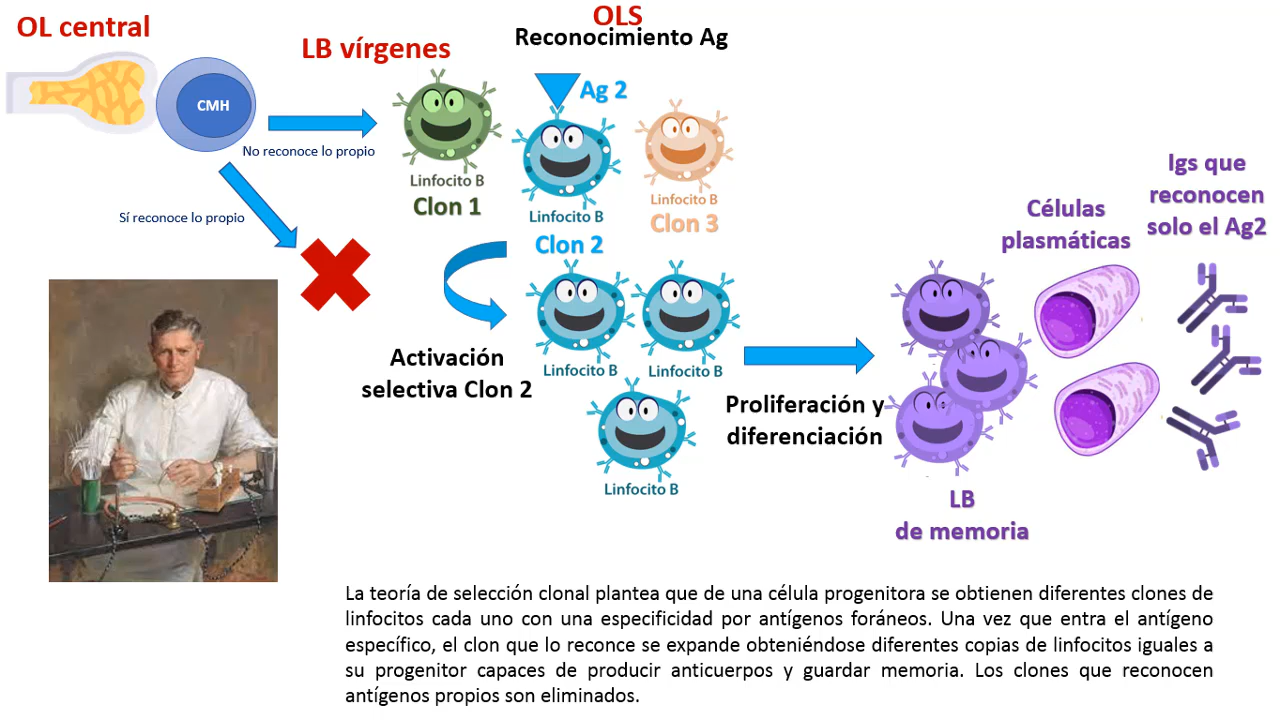 OL central
LB vírgenes
OLS
Reconocimiento Ag
CMH
Ag 2
No reconoce lo propio
Sí reconoce lo propio
Linfocito B
Clon 1
Linfocito B
Clon 2
Linfocito B
Clon 3
Activación
selectiva Clon 2
Linfocito B
Linfocito B
Linfocito B
Proliferación y
diferenciación
LB
de memoria
Células
plasmáticas
Igs que
reconocen
solo el Ag2
La teoría de selección clonal plantea que de una célula progenitora se obtienen diferentes clones de
linfocitos cada uno con una especificidad por antígenos foráneos. Una vez que entra el antígeno
específico, el clon que lo reconce se expande obteniéndose diferentes copias de linfocitos iguales a
su progenitor capaces de producir anticuerpos y guardar memoria. Los clones que reconocen
antígenos propios son eliminados.